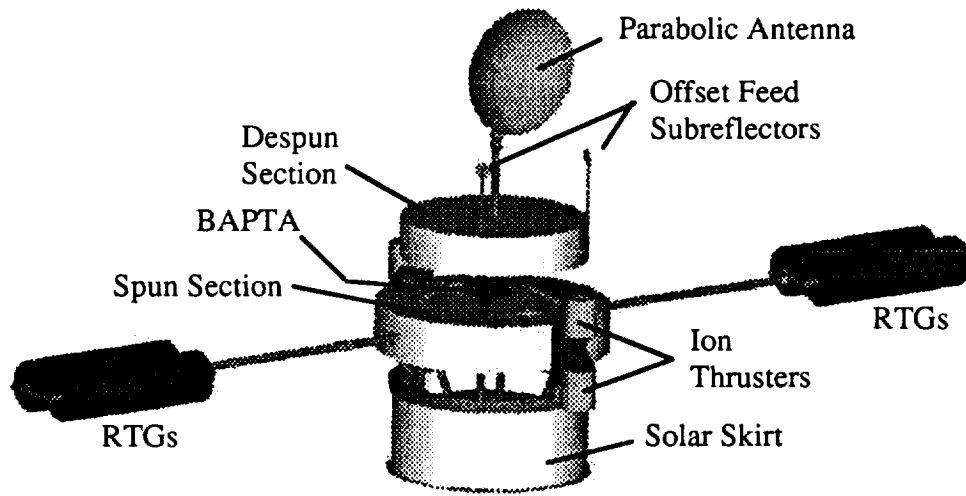 Parabolic Antenna
Offset Feed
Subreflectors
Despun
Section
BAPTA
Spun Section
RTGs
Ion
Thrusters
RTGs
Solar Skirt